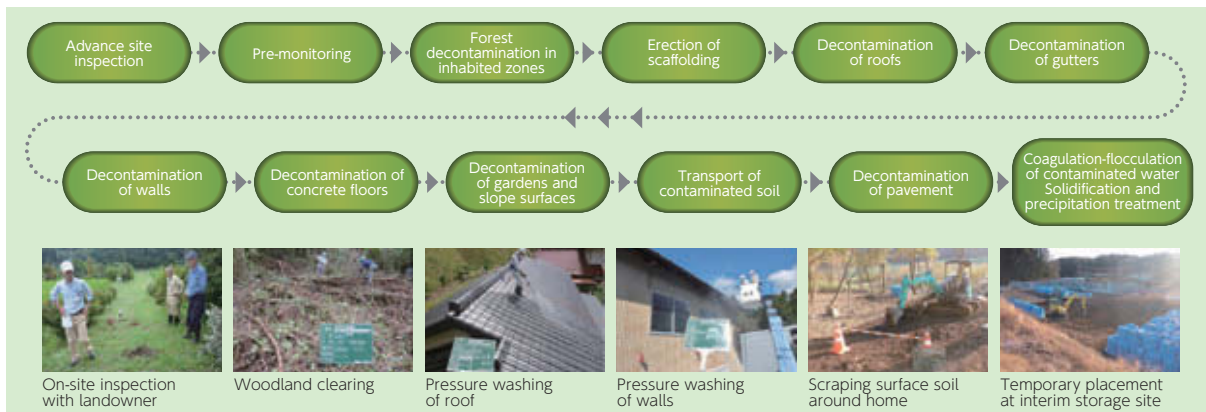 Advance site
inspection
Pre-monitoring
Forest
decontamination in
inhabited zones
Erection of
scaffolding
Decontamination
of roofs
Decontamination
of gutters
Decontamination
of walls
Decontamination of
concrete floors
Decontamination
of gardens and
slope surfaces
Transport of
contaminated soil
Decontamination
of pavement
Coagulation-flocculation
of contaminated water
Solidification and
precipitation treatment
On-site inspection
with landowner
Woodland clearing
Pressure washing
of roof
Pressure washing
of walls
Scraping surface soil
around home
Temporary placement
at interim storage site